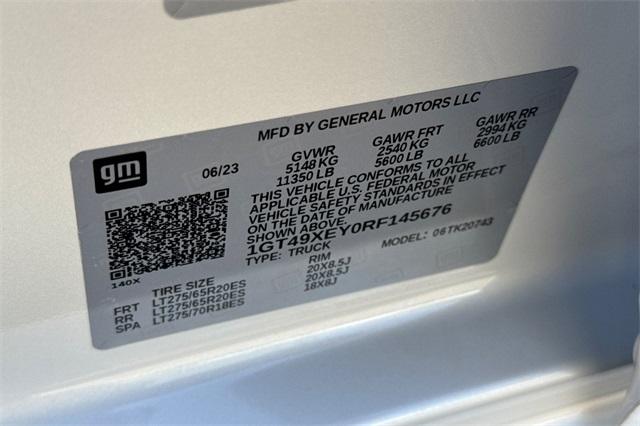 MFD BY GENERAL MOTORS LLC
gm
06/23
GVWR GAWR FRT GAWR RR
5148 KG 2540 KG 2994 KG
11350 LB 5600 LB 6600 LB
THIS VEHICLE CONFORMS TO ALL
APPLICABLE U.S. FEDERAL MOTOR
VEHICLE SAFETY STANDARDS IN EFFECT
ON THE DATE OF MANUFACTURE
SHOWN ABOVE.
1GT49XEY0RF145676
TYPE: TRUCK MODEL: 06TK20743
140X
TIRE SIZE RIM
FRT LT275/65R20ES 20X8.5J
RR LT275/65R20ES 20X8.5J
SPA LT275/70R18ES 18X8J